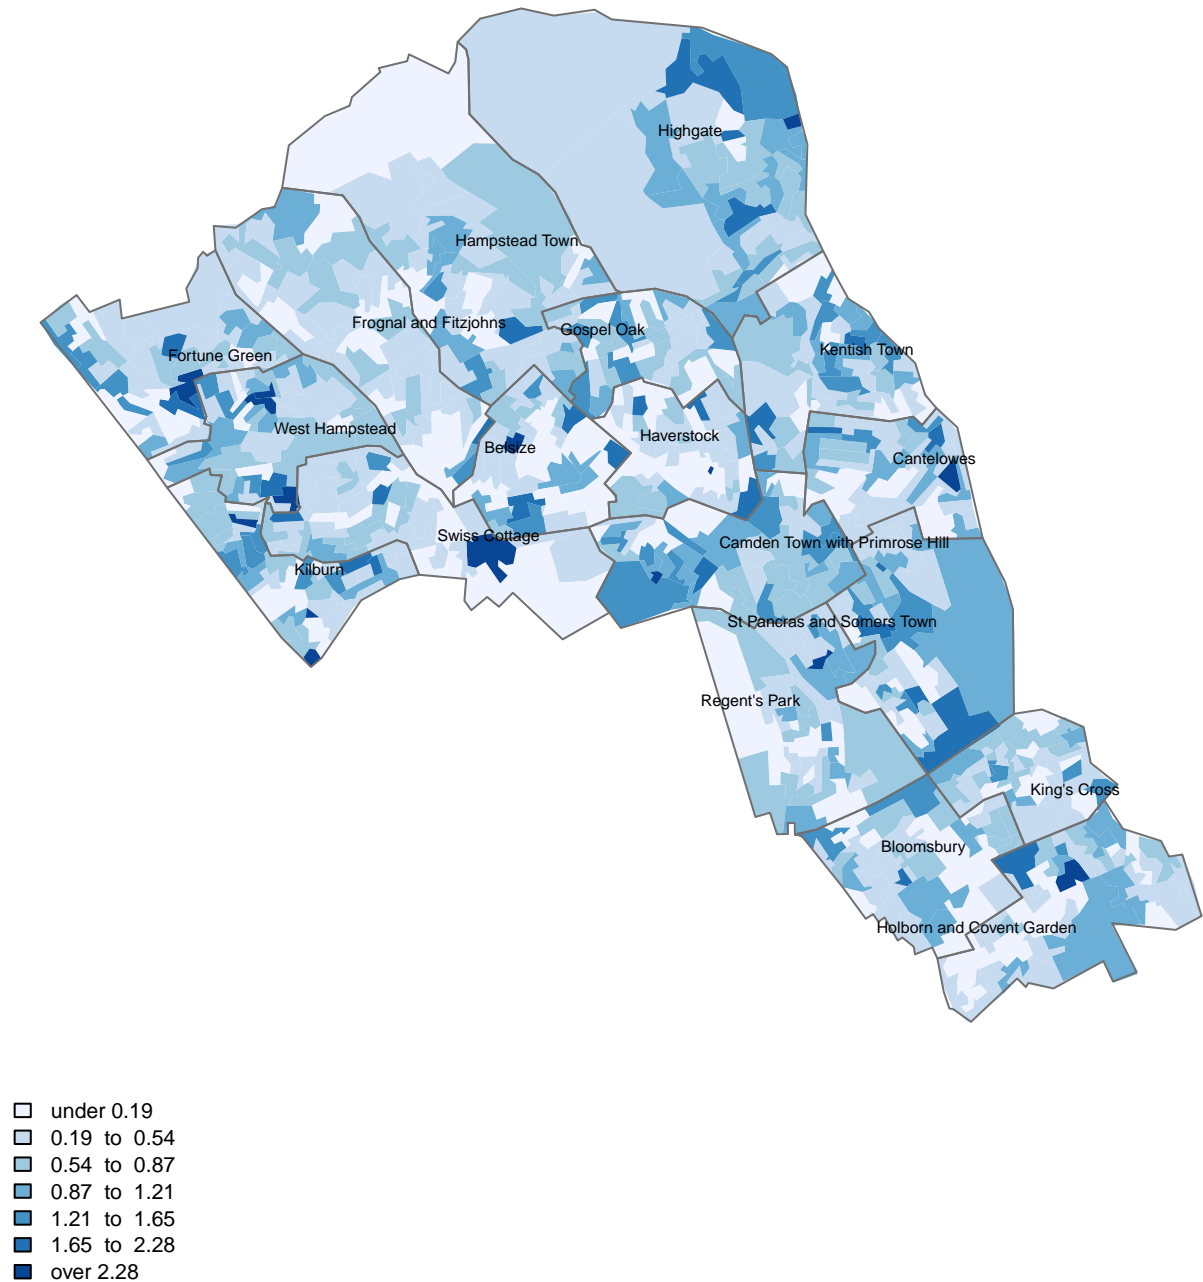 Highgate
Hampstead Town
Frognal and Fitzjohns
Gospel Oak
Kentish Town
Fortune Green
West Hampstead
Haverstock
Belsize
Cantelowes
Swiss Cottage
Camden Town with Primrose Hill
Kilburn
St Pancras and Somers Town
Regent's Park
King's Cross
Bloomsbury
Holborn and Covent Garden
under 0.19
0.19 to 0.54
0.54 to 0.87
0.87 to 1.21
1.21 to 1.65
1.65 to 2.28
over 2.28